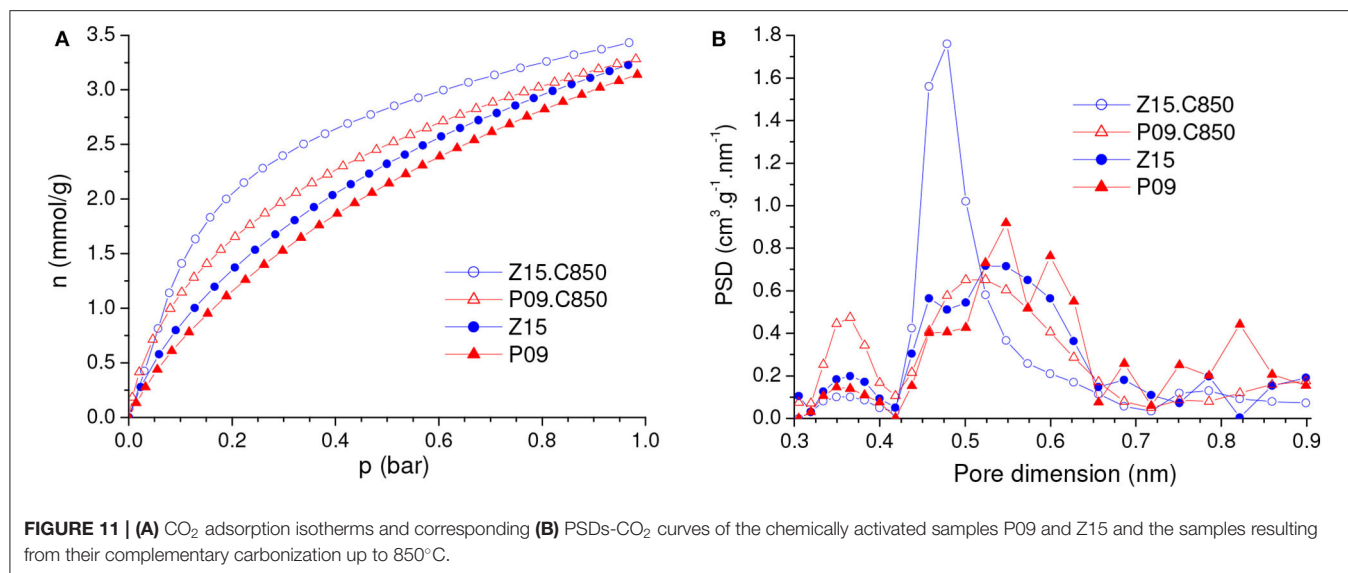 A
n (mmol/g)
3.5
3.0
2.5
2.0
1.5
1.0
0.5
0.0
0.0 0.2 0.4 0.6 0.8 1.0
p (bar)
Z15.C850
P09.C850
Z15
P09
B
PSD (cm³.g⁻¹.nm⁻¹)
1.8
1.6
1.4
1.2
1.0
0.8
0.6
0.4
0.2
0.0
0.3 0.4 0.5 0.6 0.7 0.8 0.9
Pore dimension (nm)
Z15.C850
P09.C850
Z15
P09
FIGURE 11 | (A) CO₂ adsorption isotherms and corresponding (B) PSDs-CO₂ curves of the chemically activated samples P09 and Z15 and the samples resulting
from their complementary carbonization up to 850°C.